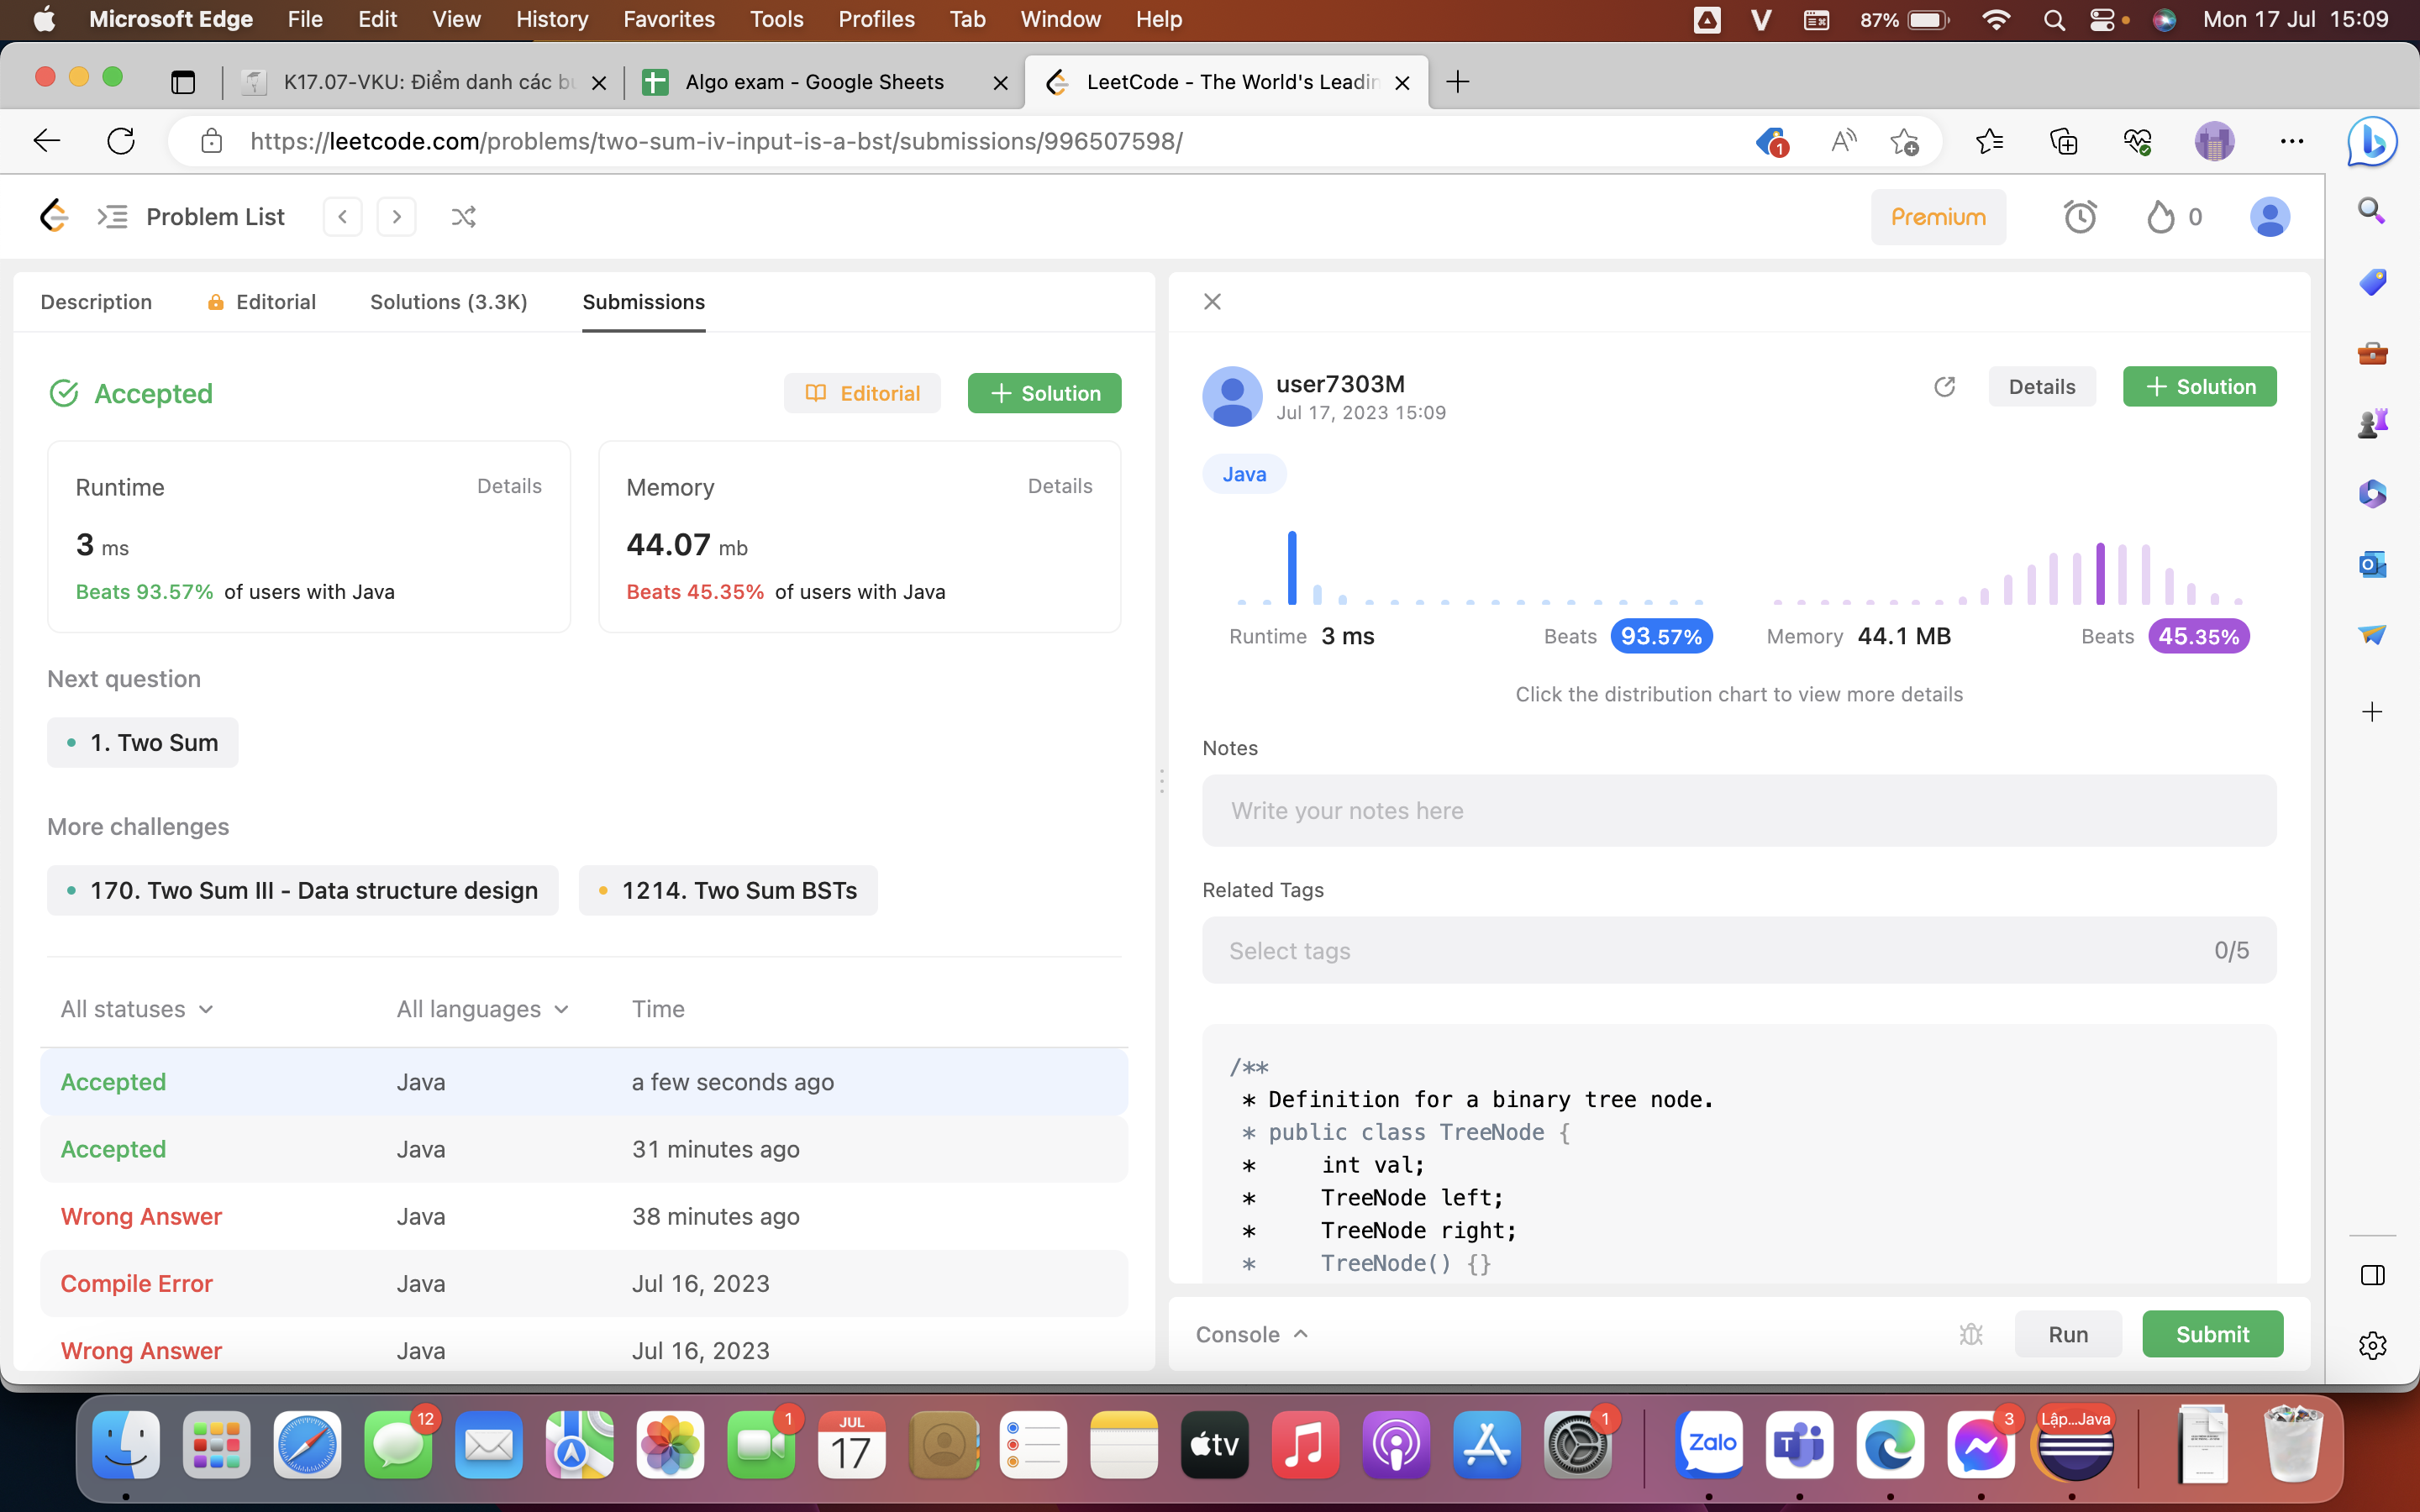 Microsoft Edge File Edit View History Favorites Tools Profiles Tab Window Help 87% Mon 17 Jul 15:09
K17.07-VKU: Điểm danh các bu Algo exam - Google Sheets LeetCode - The World's Leadin
https://leetcode.com/problems/two-sum-iv-input-is-a-bst/submissions/996507598/ 1
Problem List Premium 0
Description Editorial Solutions (3.3K) Submissions
Accepted Editorial + Solution
Runtime Details
3 ms
Beats 93.57% of users with Java
Memory Details
44.07 mb
Beats 45.35% of users with Java
Next question
1. Two Sum
More challenges
170. Two Sum III - Data structure design 1214. Two Sum BSTs
All statuses All languages Time
Accepted Java a few seconds ago
Accepted Java 31 minutes ago
Wrong Answer Java 38 minutes ago
Compile Error Java Jul 16, 2023
Wrong Answer Java Jul 16, 2023
user7303M
Jul 17, 2023 15:09
Details + Solution
Java
Runtime 3 ms Beats 93.57% Memory 44.1 MB Beats 45.35%
Click the distribution chart to view more details
Notes
Write your notes here
Related Tags
Select tags 0/5
/**
* Definition for a binary tree node.
* public class TreeNode {
* int val;
* TreeNode left;
* TreeNode right;
* TreeNode() {}
Console Run Submit
12 1 JUL 17 tv 1 Zalo 3 Lập...Java